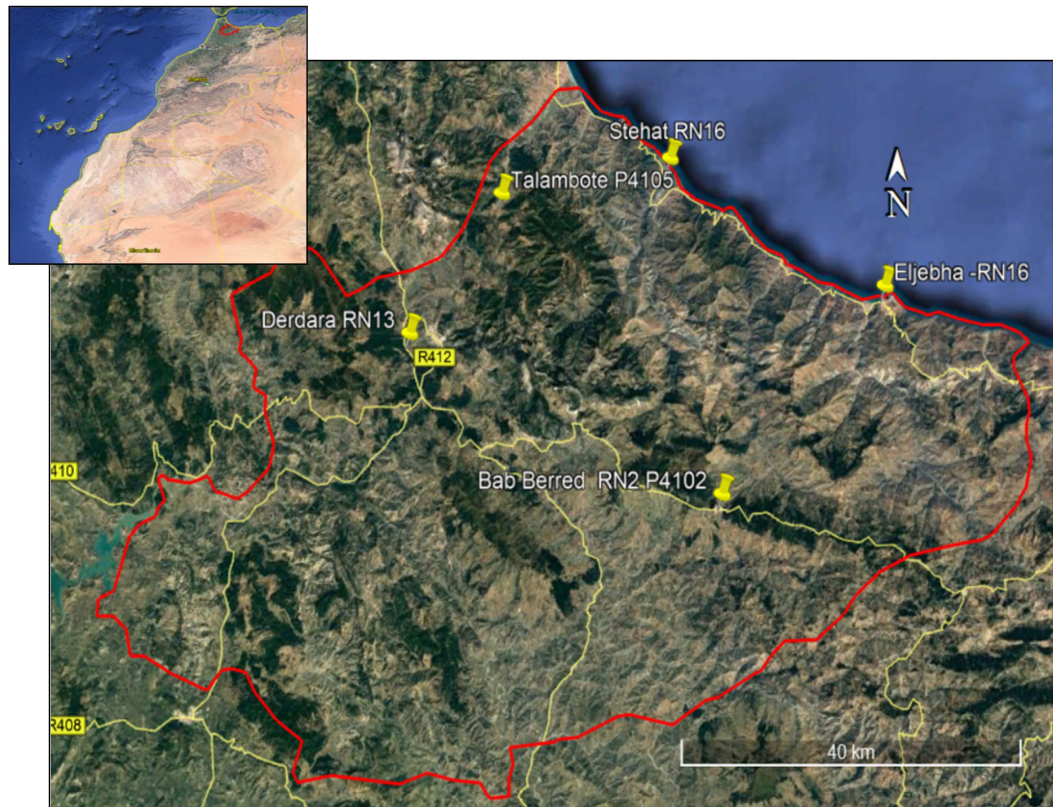 Stehat RN16
Talambote P4105
N
Eljebha -RN16
Derdara RN13
R412
410
Bab Berred RN2 P4102
R408
40 km